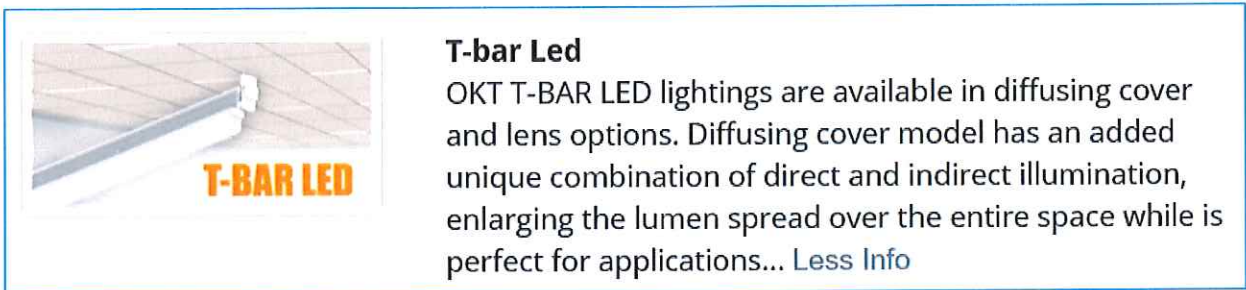 T-BAR LED
T-bar Led
OKT T-BAR LED lightings are available in diffusing cover
and lens options. Diffusing cover model has an added
unique combination of direct and indirect illumination,
enlarging the lumen spread over the entire space while is
perfect for applications... Less Info